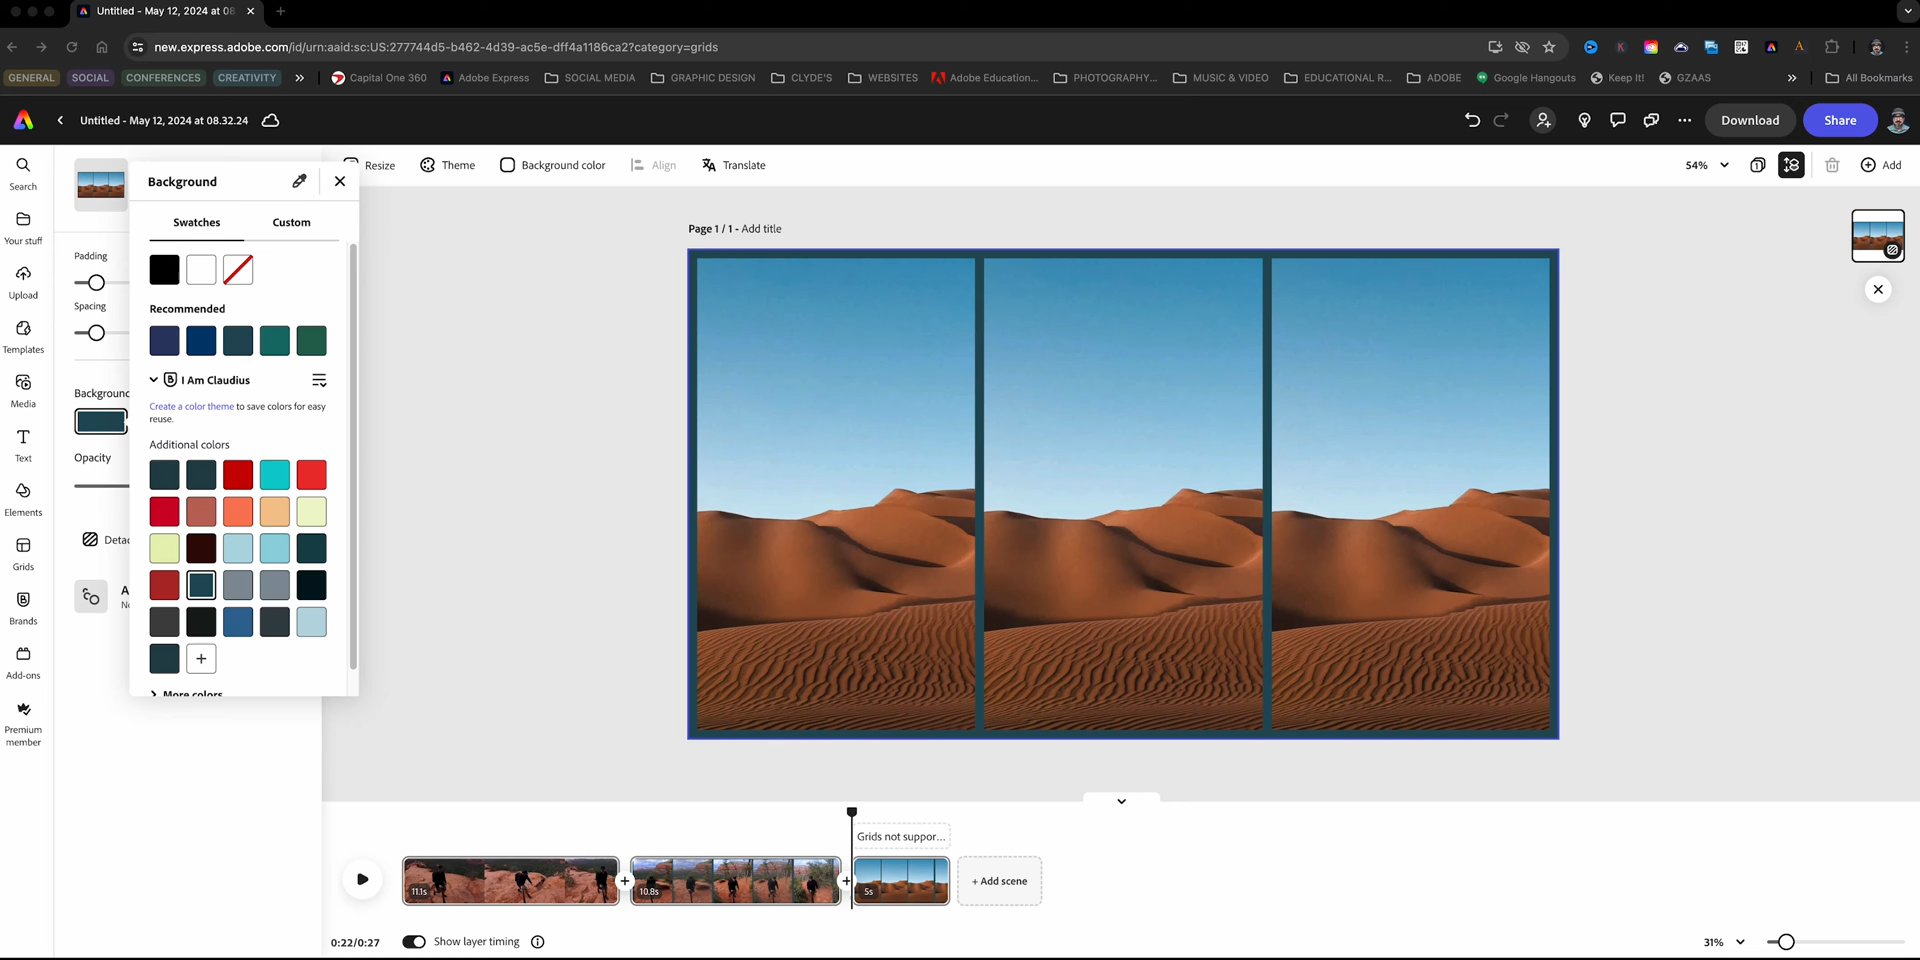 Untitled - May 12, 2024 at 08
new.express.adobe.com/id/urn:aaid:sc:US:277744d5-b462-4d39-ac5e-dff4a1186ca2?category=grids
GENERAL
SOCIAL
CONFERENCES
CREATIVITY
Capital One 360
Adobe Express
SOCIAL MEDIA
GRAPHIC DESIGN
CLYDE'S
WEBSITES
Adobe Education...
PHOTOGRAPHY...
MUSIC & VIDEO
EDUCATIONAL R...
ADOBE
Google Hangouts
Keep It!
GZAAS
All Bookmarks
Untitled - May 12, 2024 at 08.32.24
Download
Share
Search
Your stuff
Upload
Templates
Media
Text
Elements
Grids
Brands
Add-ons
Premium
member
Padding
Spacing
Background
Opacity
Detac
A
Background
Swatches
Custom
Recommended
I Am Claudius
Create a color theme to save colors for easy
reuse.
Additional colors
+
More colors
Resize
Theme
Background color
Align
Translate
54%
Add
Page 1 / 1 - Add title
Grids not suppor...
11.1s
10.8s
5s
+ Add scene
0:22/0:27
Show layer timing
31%